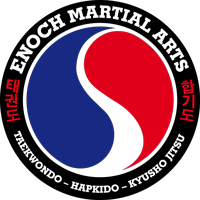 ENOCH MARTIAL ARTS
태권도
합기도
TAEKWONDO – HAPKIDO – KYUSHO JITSU